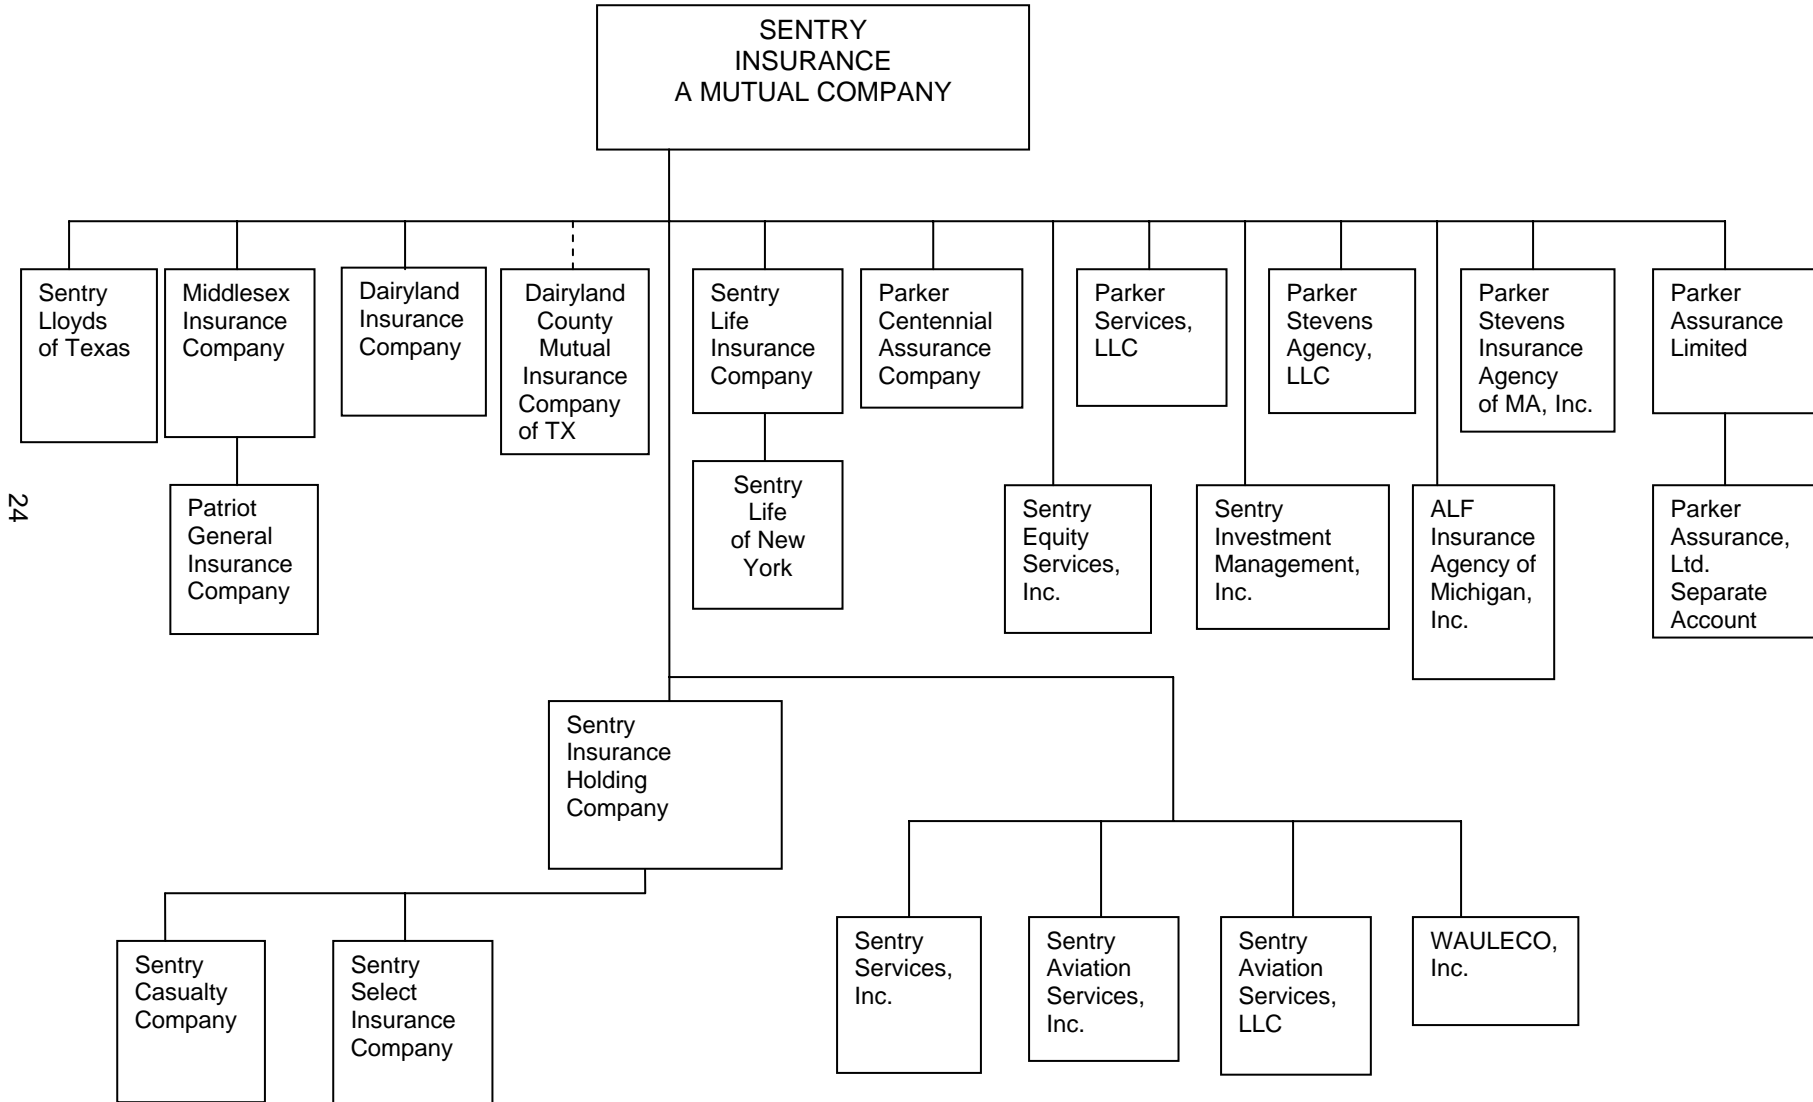 SENTRY
INSURANCE
A MUTUAL COMPANY
Sentry
Lloyds
of Texas
Middlesex
Insurance
Company
Dairyland
Insurance
Company
Dairyland
County
Mutual
Insurance
Company
of TX
Sentry
Life
Insurance
Company
Parker
Centennial
Assurance
Company
Parker
Services,
LLC
Parker
Stevens
Agency,
LLC
Parker
Stevens
Insurance
Agency
of MA, Inc.
Parker
Assurance
Limited
24
Patriot
General
Insurance
Company
Sentry
Life
of New
York
Sentry
Equity
Services,
Inc.
Sentry
Investment
Management,
Inc.
ALF
Insurance
Agency of
Michigan,
Inc.
Parker
Assurance,
Ltd.
Separate
Account
Sentry
Insurance
Holding
Company
Sentry
Casualty
Company
Sentry
Select
Insurance
Company
Sentry
Services,
Inc.
Sentry
Aviation
Services,
Inc.
Sentry
Aviation
Services,
LLC
WAULECO,
Inc.